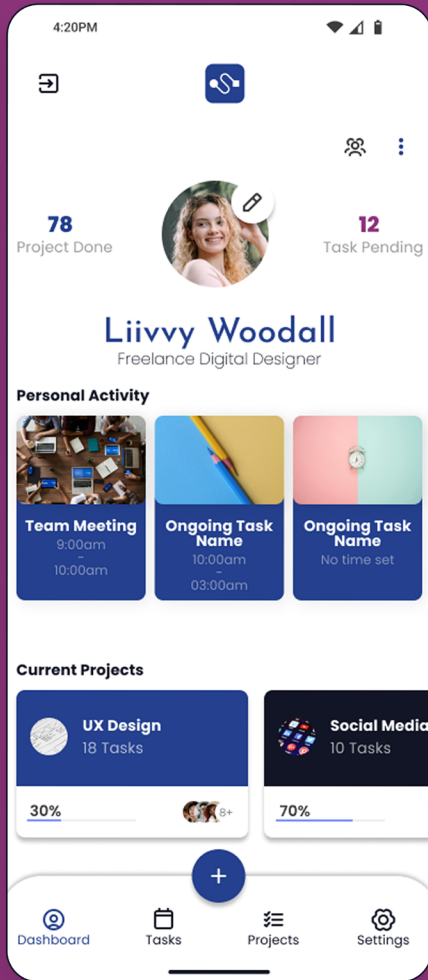 4:20PM
78
Project Done
12
Task Pending
Liivvy Woodall
Freelance Digital Designer
Personal Activity
Team Meeting
9:00am
-
10:00am
Ongoing Task
Name
10:00am
-
03:00am
Ongoing Task
Name
No time set
Current Projects
UX Design
18 Tasks
30%
8+
Social Media
10 Tasks
70%
+
Dashboard
Tasks
Projects
Settings